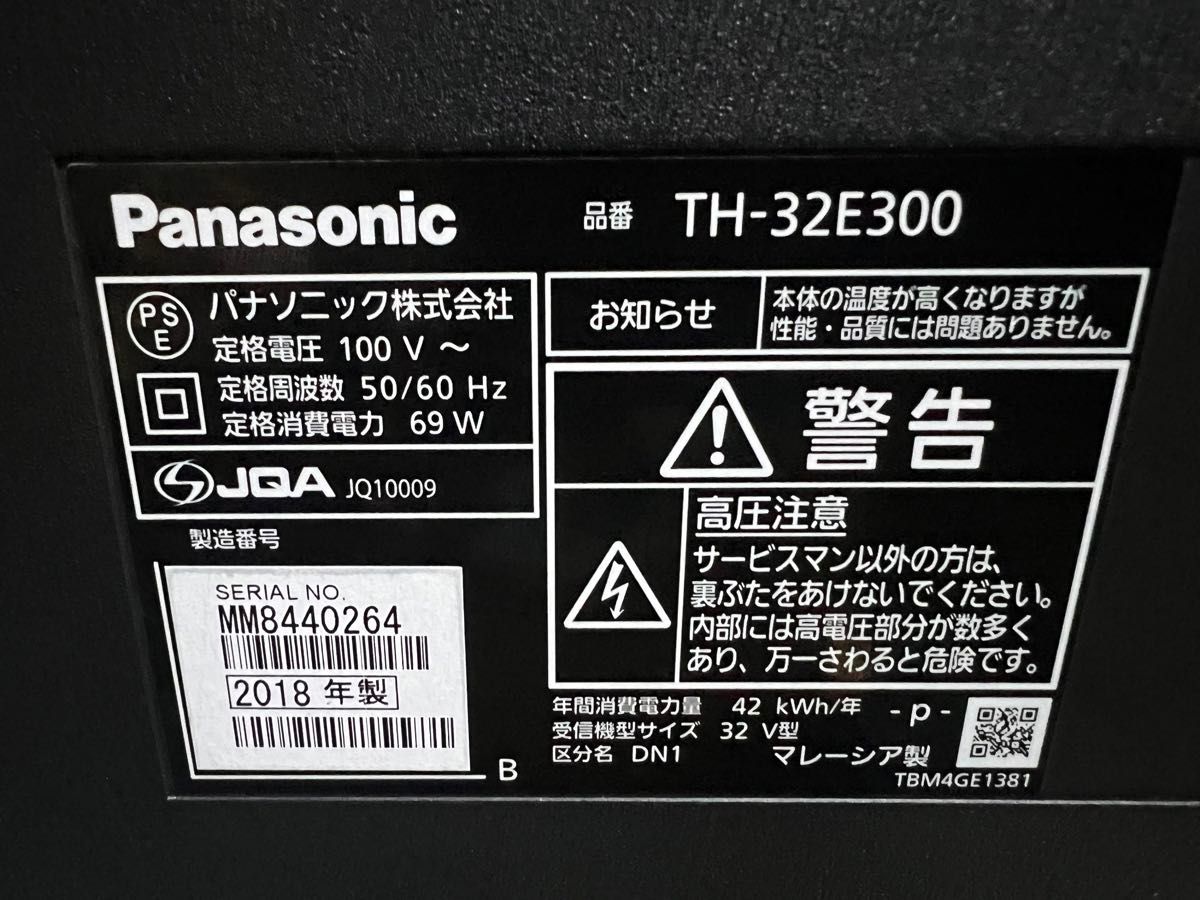 Panasonic
品番 TH-32E300
PSE
パナソニック株式会社
定格電圧 100 V ～
定格周波数 50/60 Hz
定格消費電力 69 W
JQA JQ10009
製造番号
SERIAL NO.
MM8440264
2018 年製
B
お知らせ
本体の温度が高くなりますが
性能・品質には問題ありません。
警告
高圧注意
サービスマン以外の方は、
裏ぶたをあけないでください。
内部には高電圧部分が数多く
あり、万一さわると危険です。
年間消費電力量 42 kWh/年
受信機型サイズ 32 V型
区分名 DN1
- p -
マレーシア製
TBM4GE1381